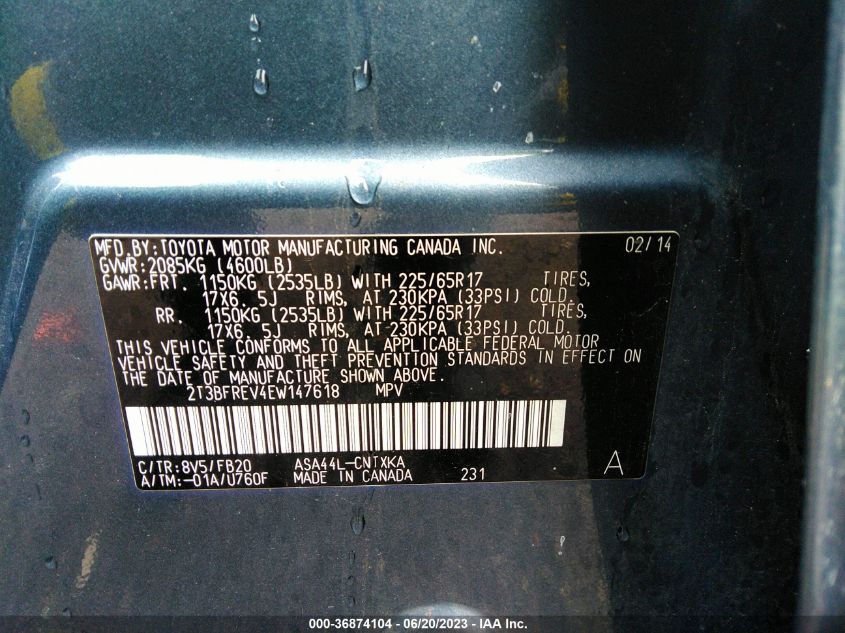 MFD.BY:TOYOTA MOTOR MANUFACTURING CANADA INC. 02/14
GVWR:2085KG (4600LB)
GAWR:FRT. 1150KG (2535LB) WITH 225/65R17 TIRES,
17X6.5J RIMS, AT 230KPA (33PSI) COLD.
RR. 1150KG (2535LB) WITH 225/65R17 TIRES,
17X6.5J RIMS, AT 230KPA (33PSI) COLD.
THIS VEHICLE CONFORMS TO ALL APPLICABLE FEDERAL MOTOR
VEHICLE SAFETY AND THEFT PREVENTION STANDARDS IN EFFECT ON
THE DATE OF MANUFACTURE SHOWN ABOVE.
2T3BFREV4EW147618 MPV
C/TR:8V5/FB20 ASA44L-CNTXKA
A/TM:-01A/U760F MADE IN CANADA 231 A
000-36874104 - 06/20/2023 - IAA Inc.